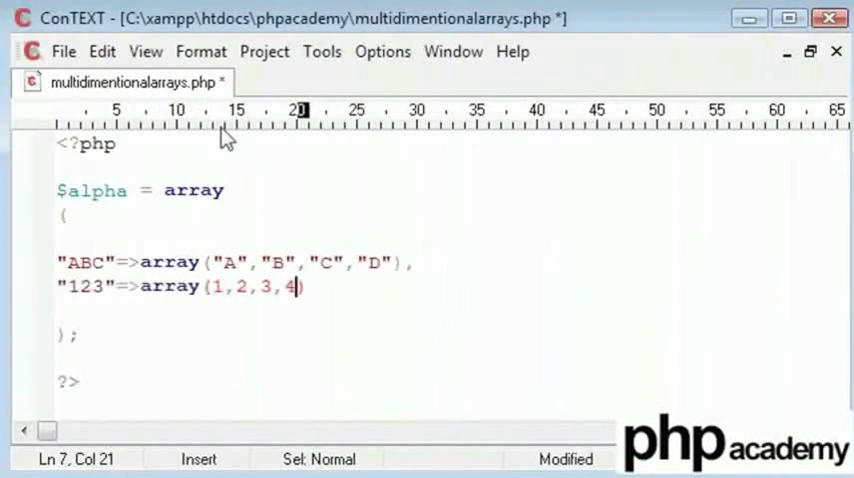 ConTEXT - [C:\xampp\htdocs\phpacademy\multidimentionalarrays.php *]
File Edit View Format Project Tools Options Window Help
multidimentionalarrays.php *
5 10 15 20 25 30 35 40 45 50 55 60 65
<?php
$alpha = array
(
"ABC"=>array("A","B","C","D"),
"123"=>array(1,2,3,4)
);
?>
php academy
Ln 7, Col 21 Insert Sel: Normal Modified